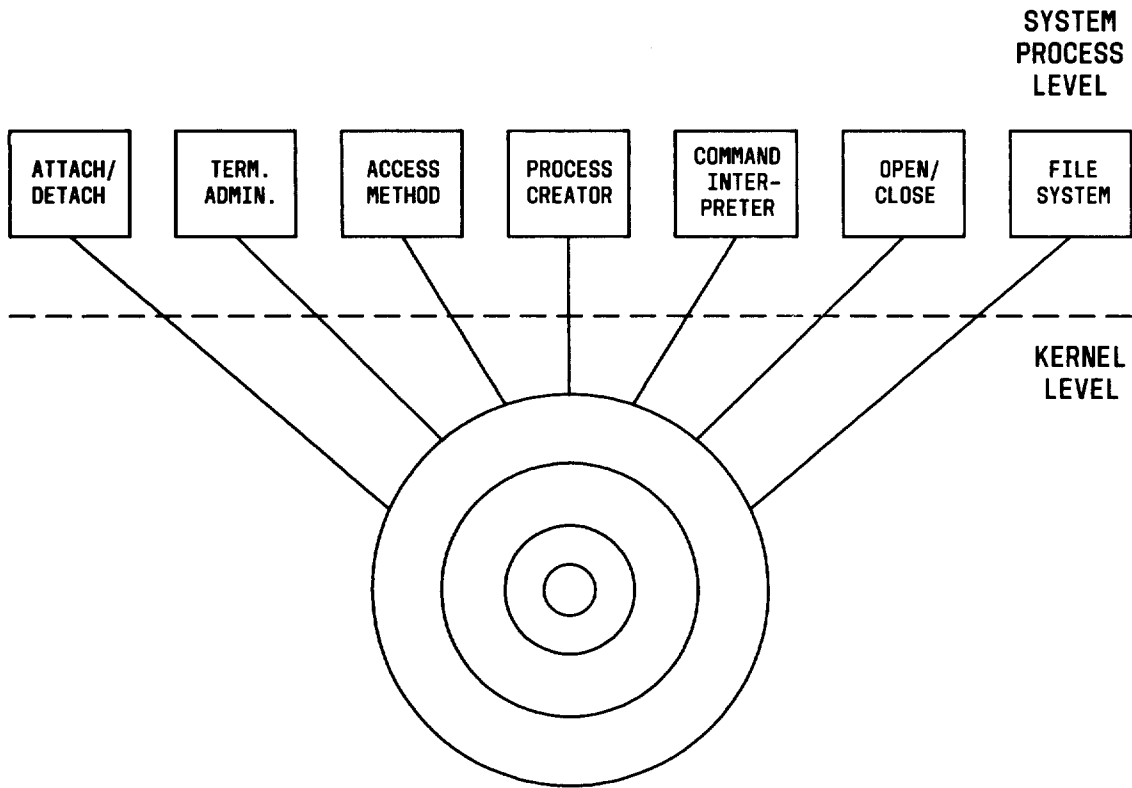 SYSTEM
PROCESS
LEVEL
ATTACH/
DETACH
TERM.
ADMIN.
ACCESS
METHOD
PROCESS
CREATOR
COMMAND
INTER-
PRETER
OPEN/
CLOSE
FILE
SYSTEM
KERNEL
LEVEL